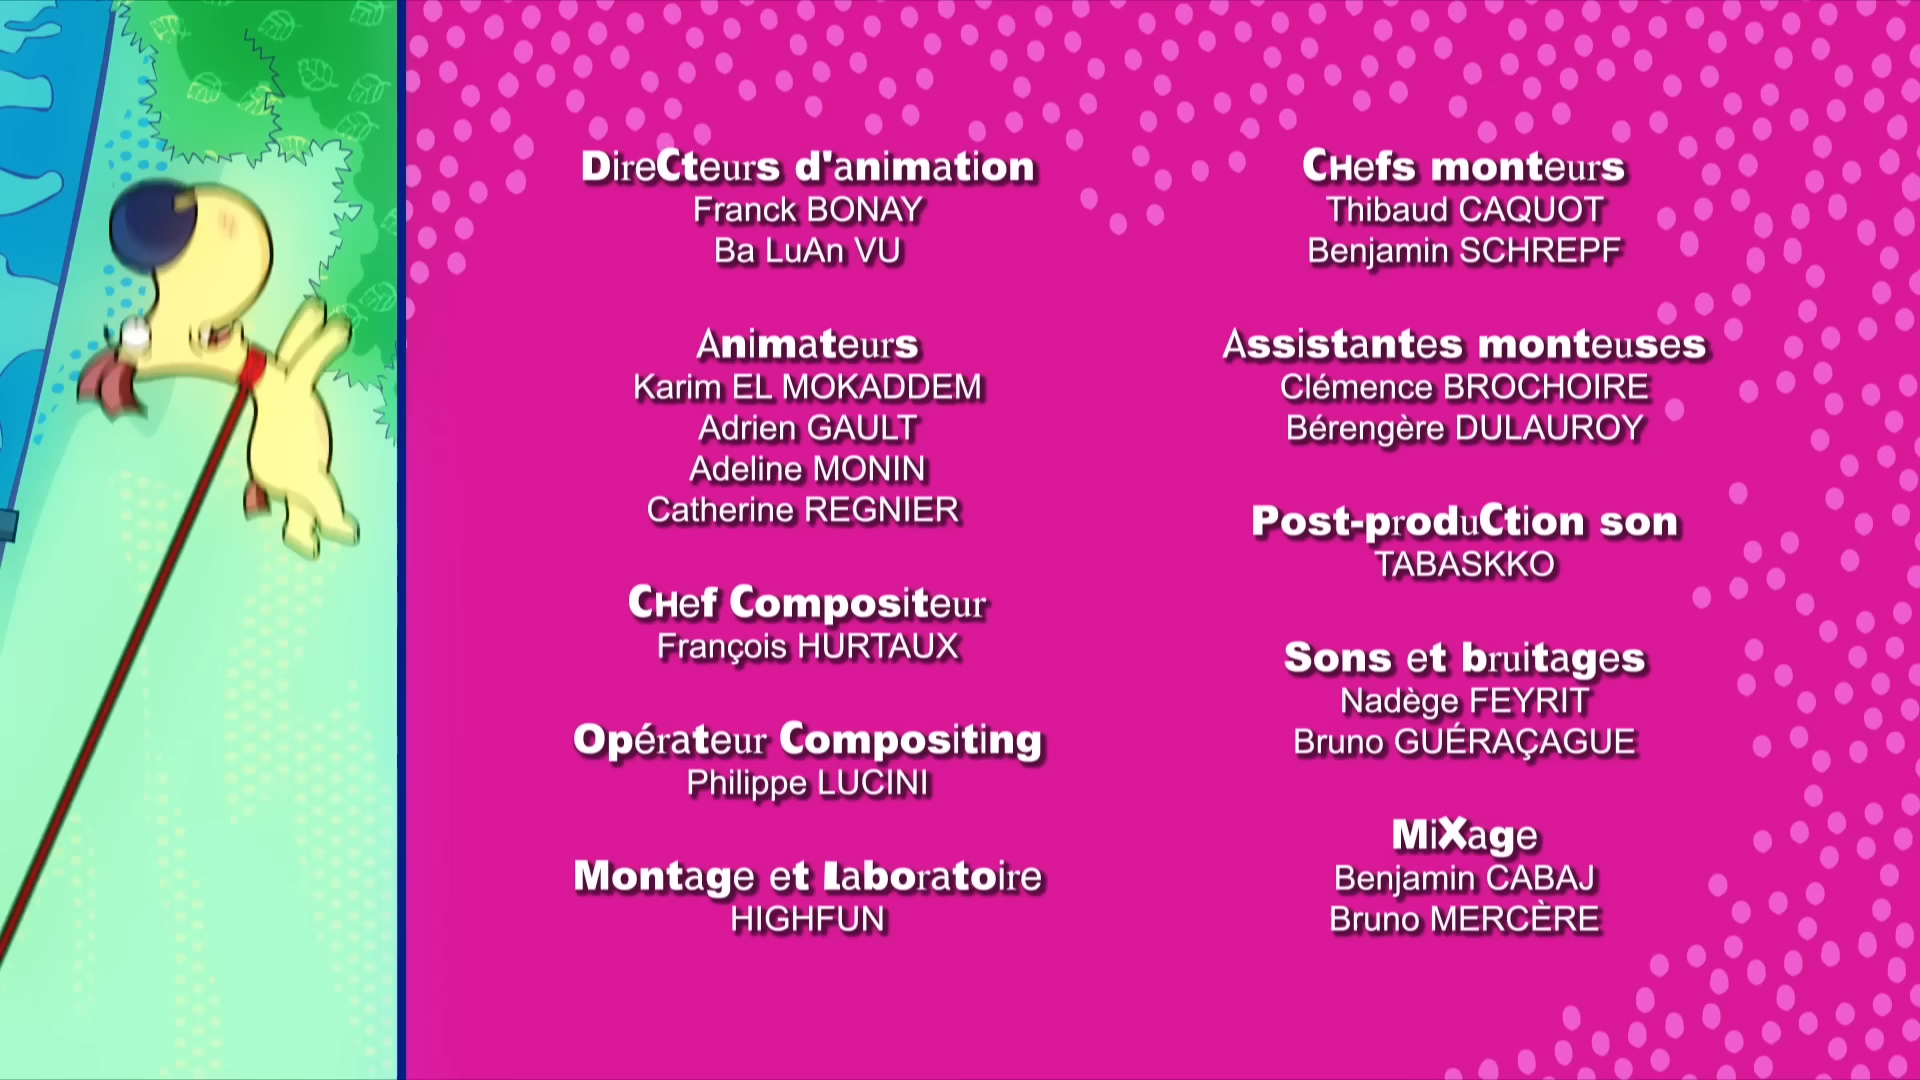 Directeurs d'animation
Franck BONAY
Ba LuAn VU
Animateurs
Karim EL MOKADDEM
Adrien GAULT
Adeline MONIN
Catherine REGNIER
Chef Compositeur
François HURTAUX
Opérateur Compositing
Philippe LUCINI
Montage et Laboratoire
HIGHFUN
Chefs monteurs
Thibaud CAQUOT
Benjamin SCHREPF
Assistantes monteuses
Clémence BROCHOIRE
Bérengère DULAUROY
Post-production son
TABASKKO
Sons et bruitages
Nadège FEYRIT
Bruno GUÉRAÇAGUE
Mixage
Benjamin CABAJ
Bruno MERCÈRE